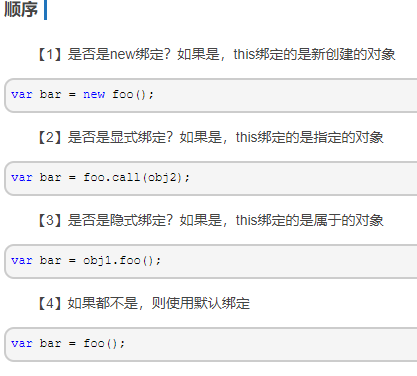 顺序
【1】是否是new绑定？如果是，this绑定的是新创建的对象
var bar = new foo();
【2】是否是显式绑定？如果是，this绑定的是指定的对象
var bar = foo.call(obj2);
【3】是否是隐式绑定？如果是，this绑定的是属于的对象
var bar = obj1.foo();
【4】如果都不是，则使用默认绑定
var bar = foo();